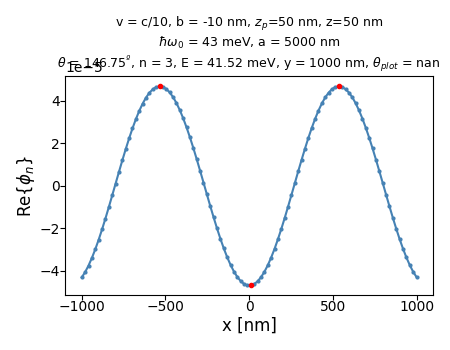 v = c/10, b = -10 nm, z_p=50 nm, z=50 nm
ℏω₀ = 43 meV, a = 5000 nm
θ = 146.75°, n = 3, E = 41.52 meV, y = 1000 nm, θ_plot = nan
1e−5
4
2
0
−2
−4
Re{ϕ_n}
−1000 −500 0 500 1000
x [nm]